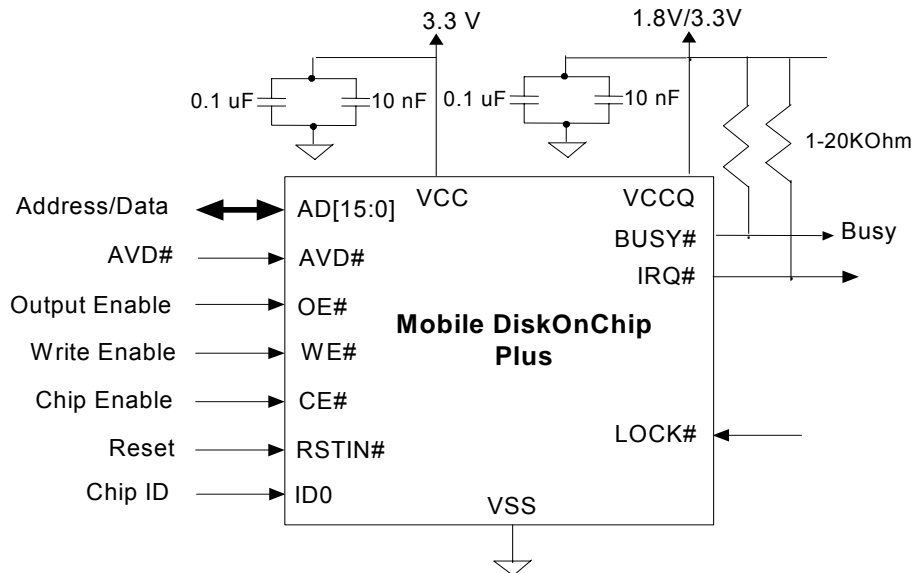 3.3 V
1.8V/3.3V
0.1 uF
10 nF
0.1 uF
10 nF
1-20KOhm
VCC
VCCQ
Address/Data
AD[15:0]
BUSY#
Busy
AVD#
AVD#
IRQ#
Output Enable
OE#
Mobile DiskOnChip
Plus
Write Enable
WE#
Chip Enable
CE#
LOCK#
Reset
RSTIN#
Chip ID
ID0
VSS